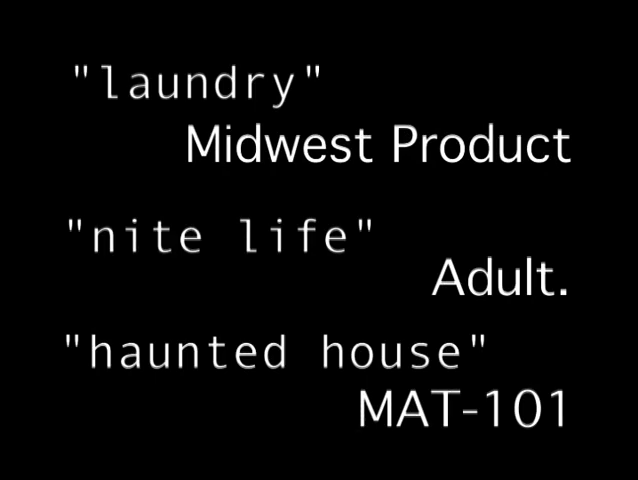 "laundry"
Midwest Product
"nite life"
Adult.
"haunted house"
MAT-101